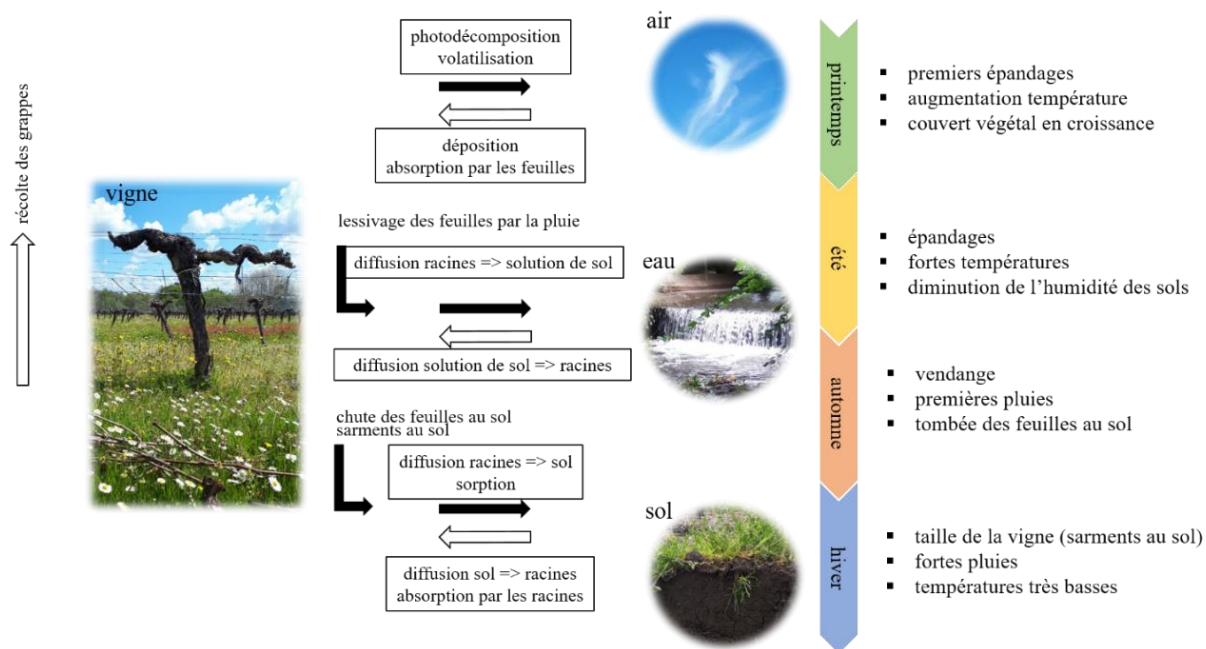 récolte des grappes
vigne
photodécomposition
volatilisation
déposition
absorption par les feuilles
lessivage des feuilles par la pluie
diffusion racines => solution de sol
diffusion solution de sol => racines
chute des feuilles au sol
sarments au sol
diffusion racines => sol
sorption
diffusion sol => racines
absorption par les racines
air
eau
sol
printemps
▪ premiers épandages
▪ augmentation température
▪ couvert végétal en croissance
été
▪ épandages
▪ fortes températures
▪ diminution de l’humidité des sols
automne
▪ vendange
▪ premières pluies
▪ tombée des feuilles au sol
hiver
▪ taille de la vigne (sarments au sol)
▪ fortes pluies
▪ températures très basses